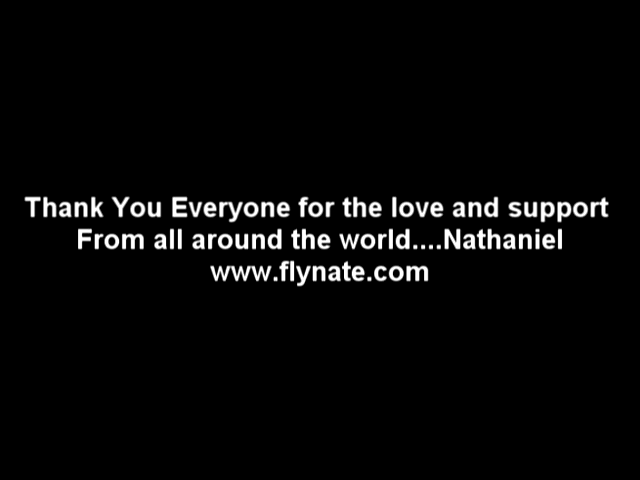 Thank You Everyone for the love and support
From all around the world....Nathaniel
www.flynate.com